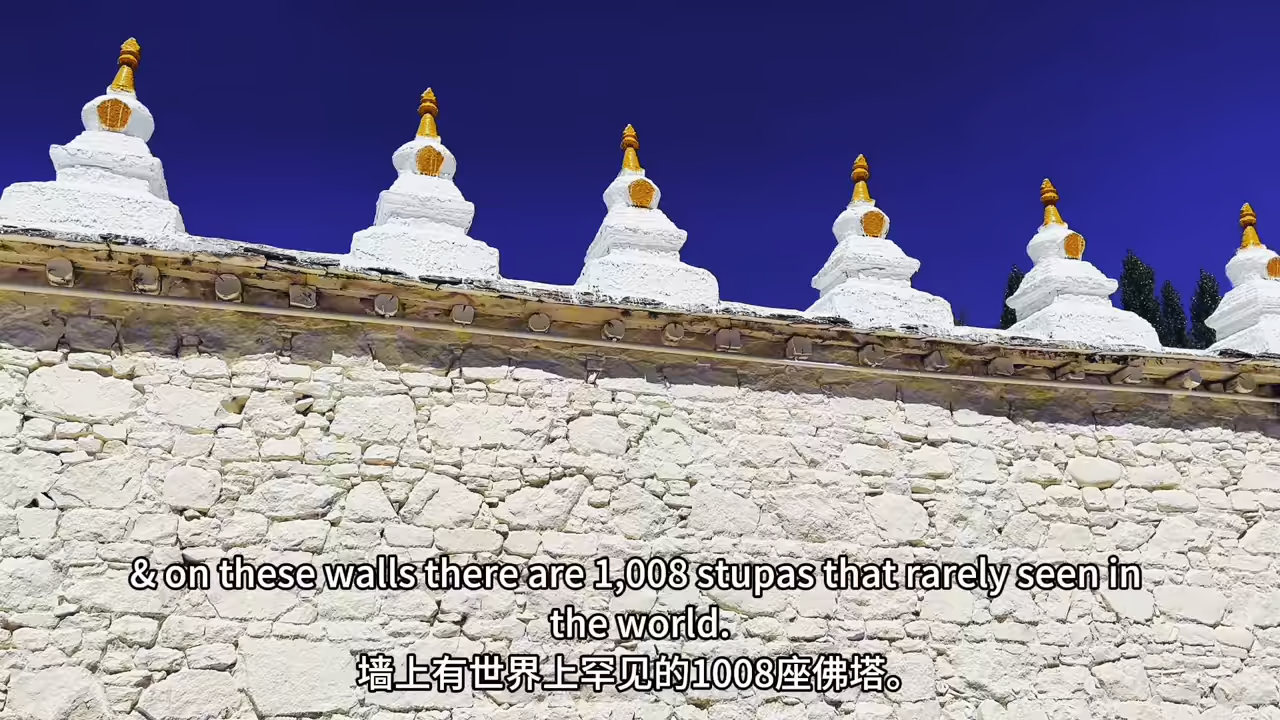 & on these walls there are 1,008 stupas that rarely seen in
the world.
墙上有世界上罕见的1008座佛塔。